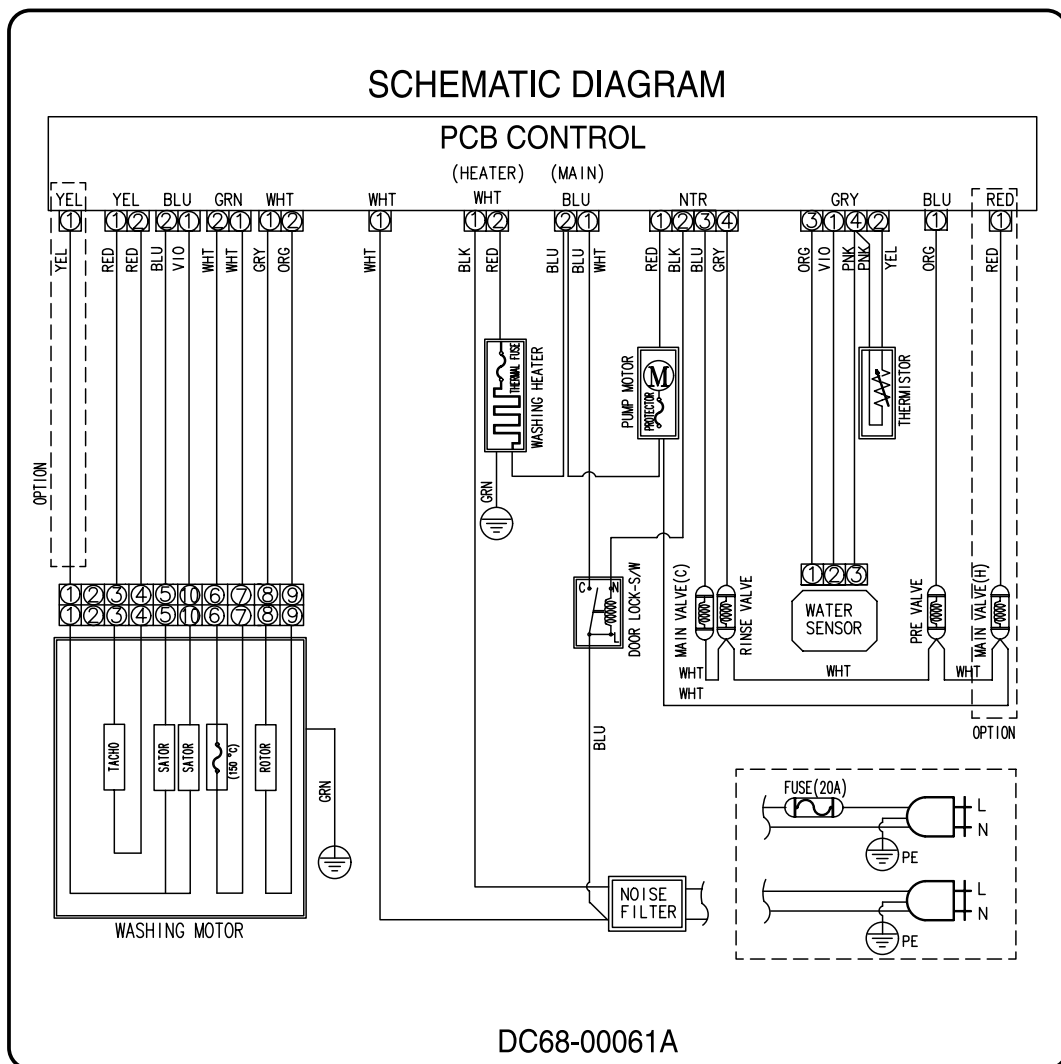 SCHEMATIC DIAGRAM
PCB CONTROL
(HEATER) (MAIN)
YEL YEL BLU GRN WHT WHT WHT BLU NTR GRY BLU RED
1 1 2 2 1 2 1 1 2 1 1 2 2 1 1 2 3 4 3 1 4 2 1 1
YEL RED RED BLU VIO WHT WHT GRY ORG WHT BLK RED BLU BLU WHT RED BLK BLU GRY ORG VIO PNK PNK YEL ORG RED
THERMAL FUSE
WASHING HEATER
PUMP MOTOR
M
PROTECTOR
THERMISTOR
OPTION
GRN
1 2 3 4 5 10 6 7 8 9
1 2 3 4 5 10 6 7 8 9
C N
L
DOOR LOCK-S/W
MAIN VALVE(C)
RINSE VALVE
1 2 3
WATER
SENSOR
PRE VALVE
MAIN VALVE(H)
WHT WHT WHT
WHT
OPTION
BLU
TACHO
SATOR
SATOR
(150 °C)
ROTOR
GRN
WASHING MOTOR
NOISE
FILTER
FUSE(20A)
L
N
PE
L
N
PE
DC68-00061A